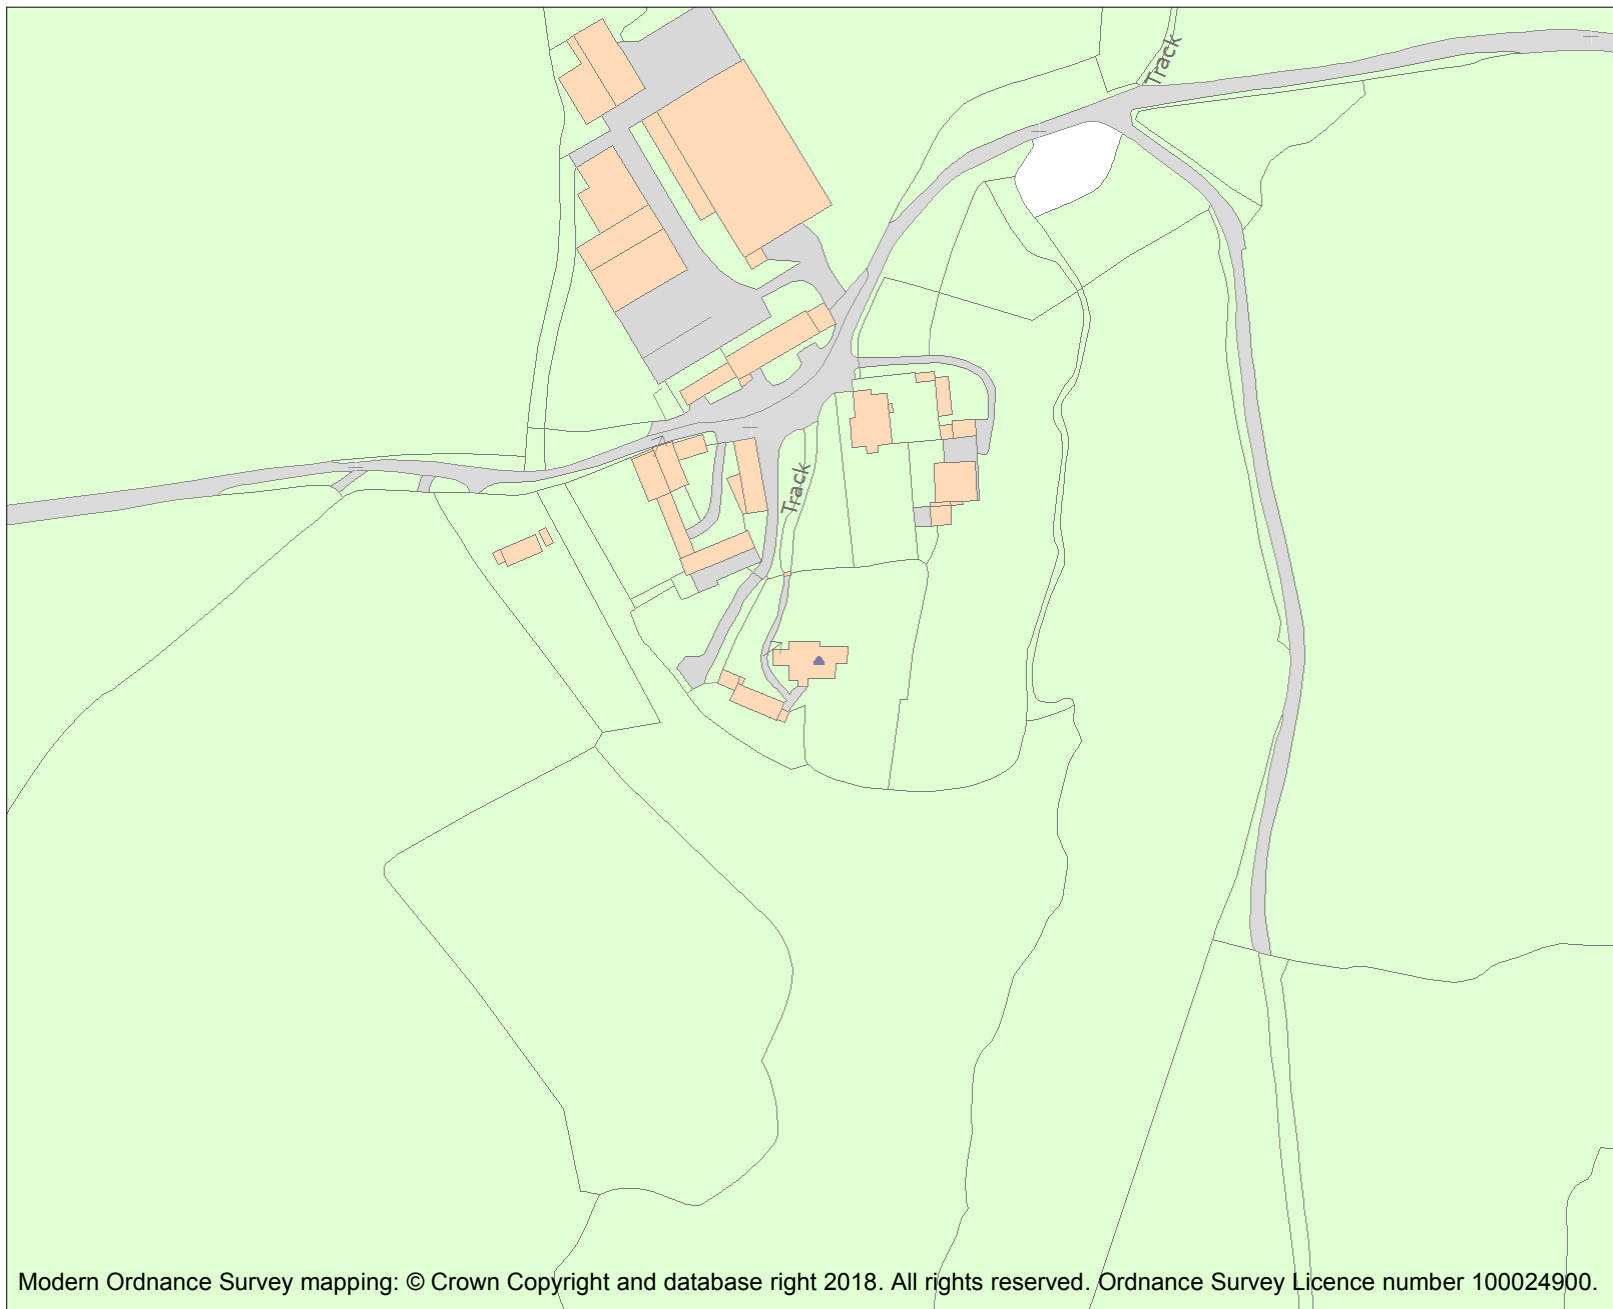 Track
Track
Modern Ordnance Survey mapping: © Crown Copyright and database right 2018. All rights reserved. Ordnance Survey Licence number 100024900.